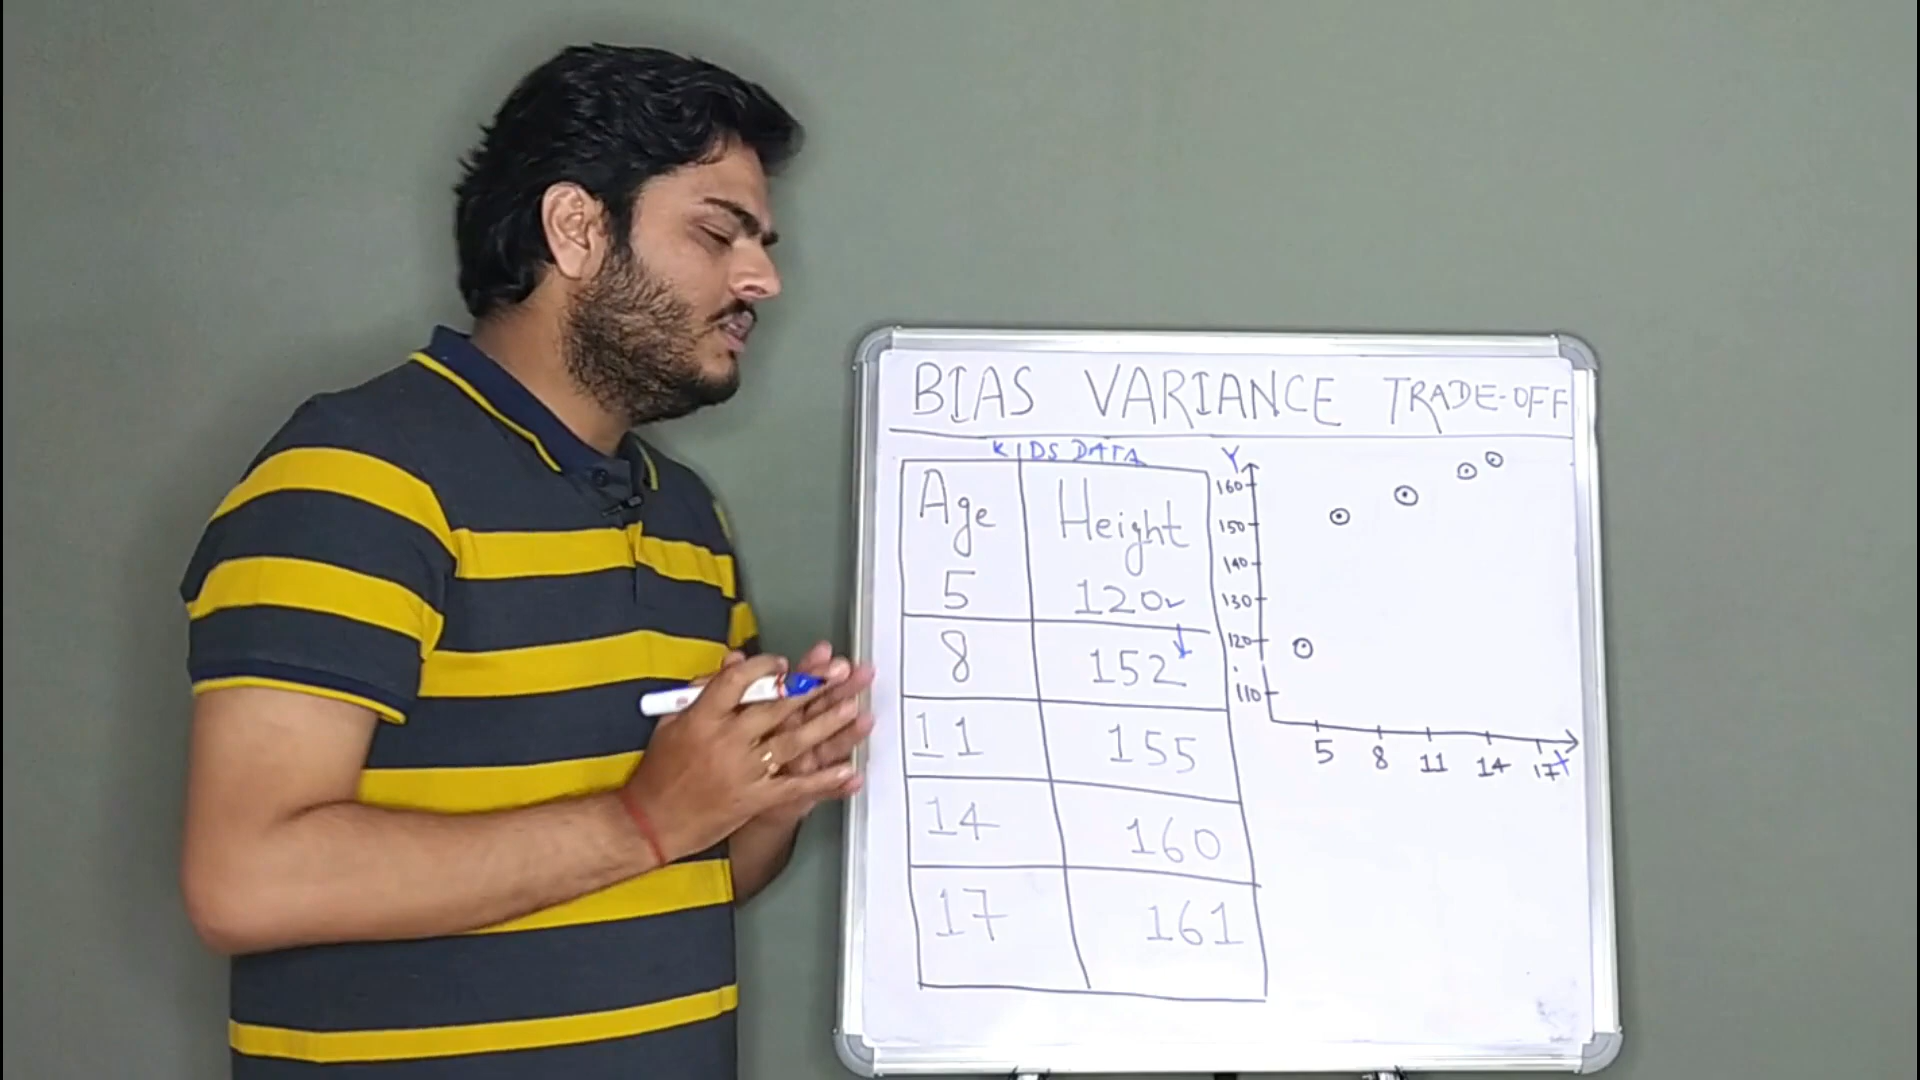 BIAS VARIANCE TRADE-OFF
KIDS DATA
Age Height
5 120
8 152
11 155
14 160
17 161
Y
160
150
140
130
120
110
5 8 11 14 17 X